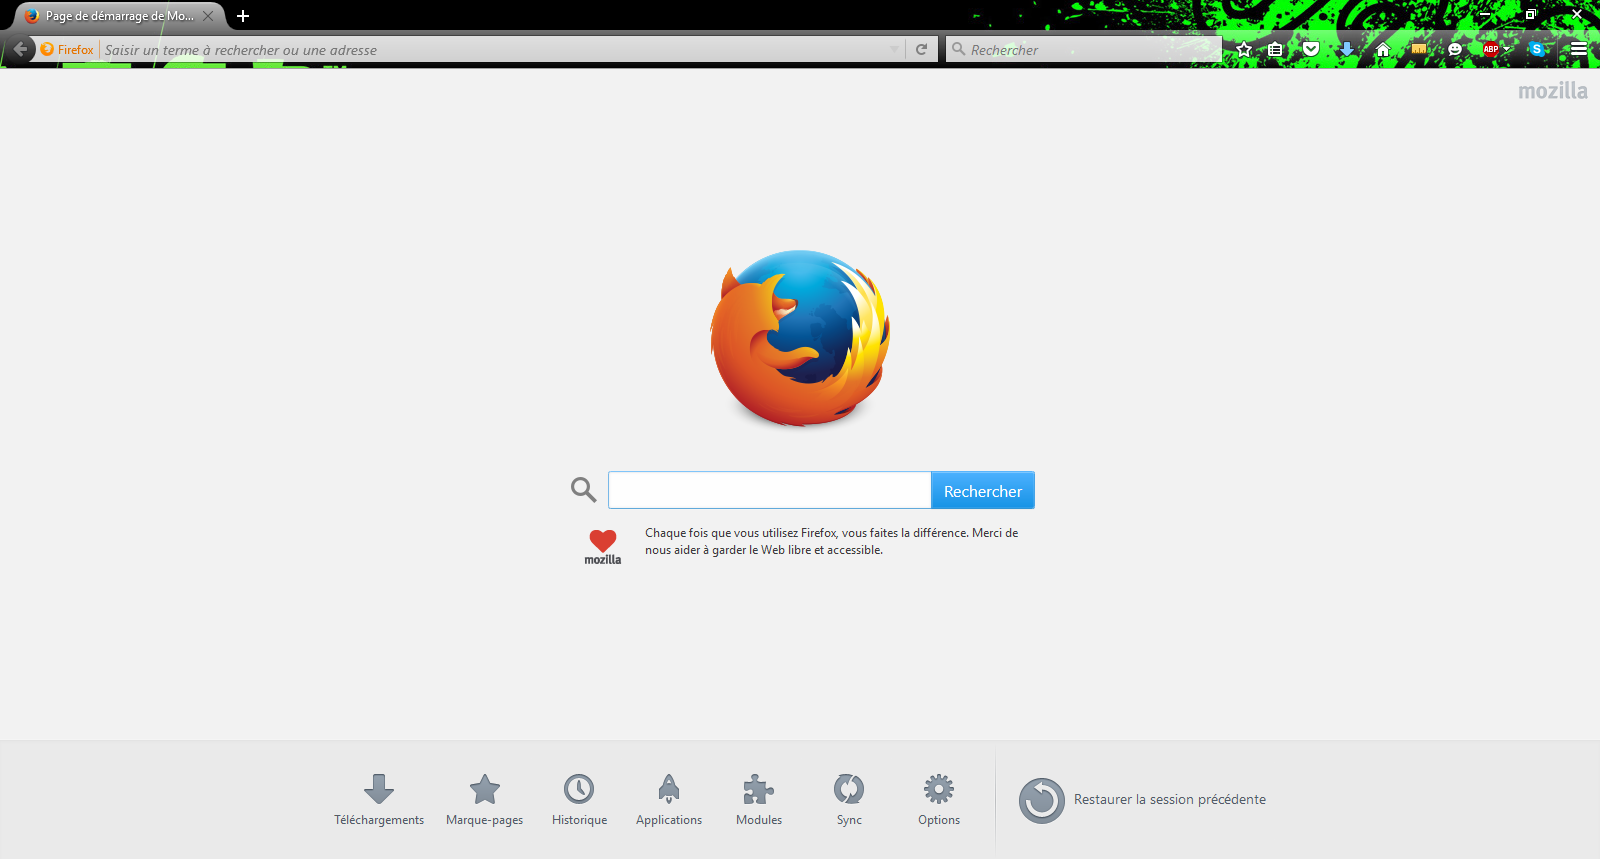 Page de démarrage de Mo...
Firefox
Saisir un terme à rechercher ou une adresse
Rechercher
ABP
S
mozilla
Rechercher
Chaque fois que vous utilisez Firefox, vous faites la différence. Merci de
nous aider à garder le Web libre et accessible.
mozilla
Téléchargements
Marque-pages
Historique
Applications
Modules
Sync
Options
Restaurer la session précédente